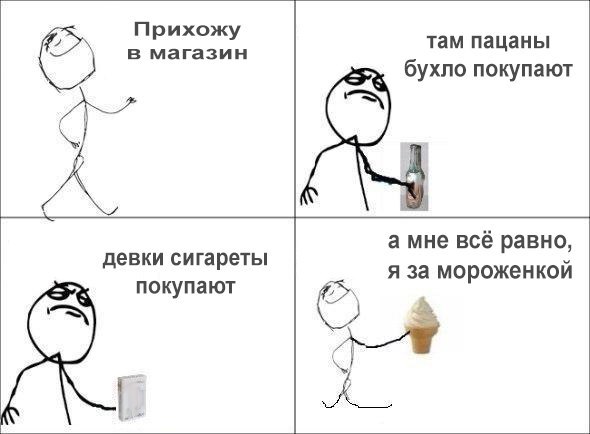 Прихожу
в магазин
там пацаны
бухло покупают
девки сигареты
покупают
а мне всё равно,
я за мороженкой